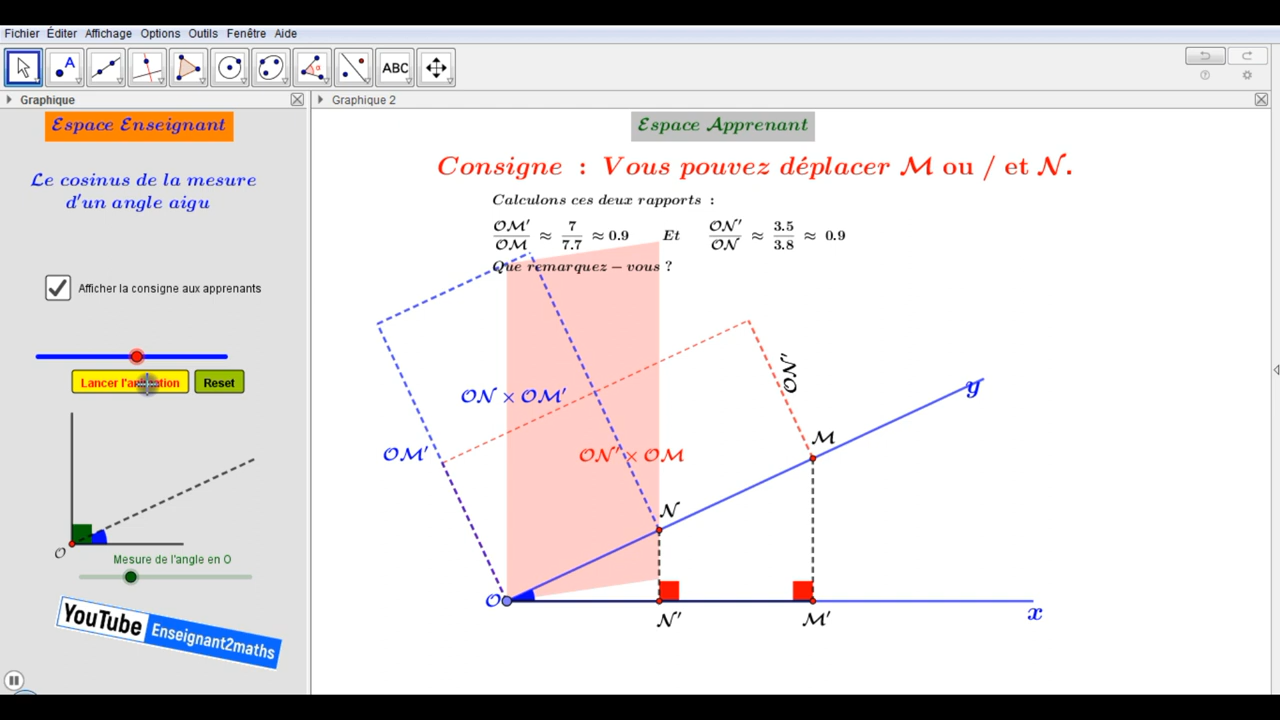 Fichier Éditer Affichage Options Outils Fenêtre Aide
A
ABC
Graphique
Graphique 2
Espace Enseignant
Le cosinus de la mesure
d'un angle aigu
Afficher la consigne aux apprenants
Lancer l'animation
Reset
O
Mesure de l'angle en O
YouTube Enseignant2maths
Espace Apprenant
Consigne : Vous pouvez déplacer M ou / et N.
Calculons ces deux rapports :
OM'/OM ≈ 7/7.7 ≈ 0.9 Et ON'/ON ≈ 3.5/3.8 ≈ 0.9
Que remarquez – vous ?
ON'
y
ON × OM'
M
OM'
ON' × OM
N
O
N'
M'
x